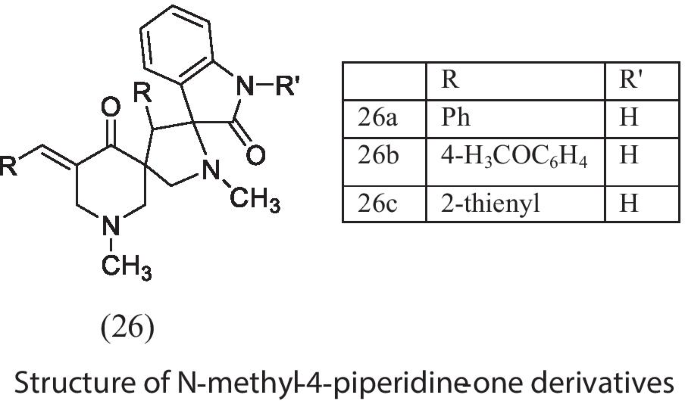 R
O
N–R'
R
O
N
CH₃
N
CH₃
(26)
R R'
26a Ph H
26b 4-H₃COC₆H₄ H
26c 2-thienyl H
Structure of N-methyl-4-piperidine-one derivatives